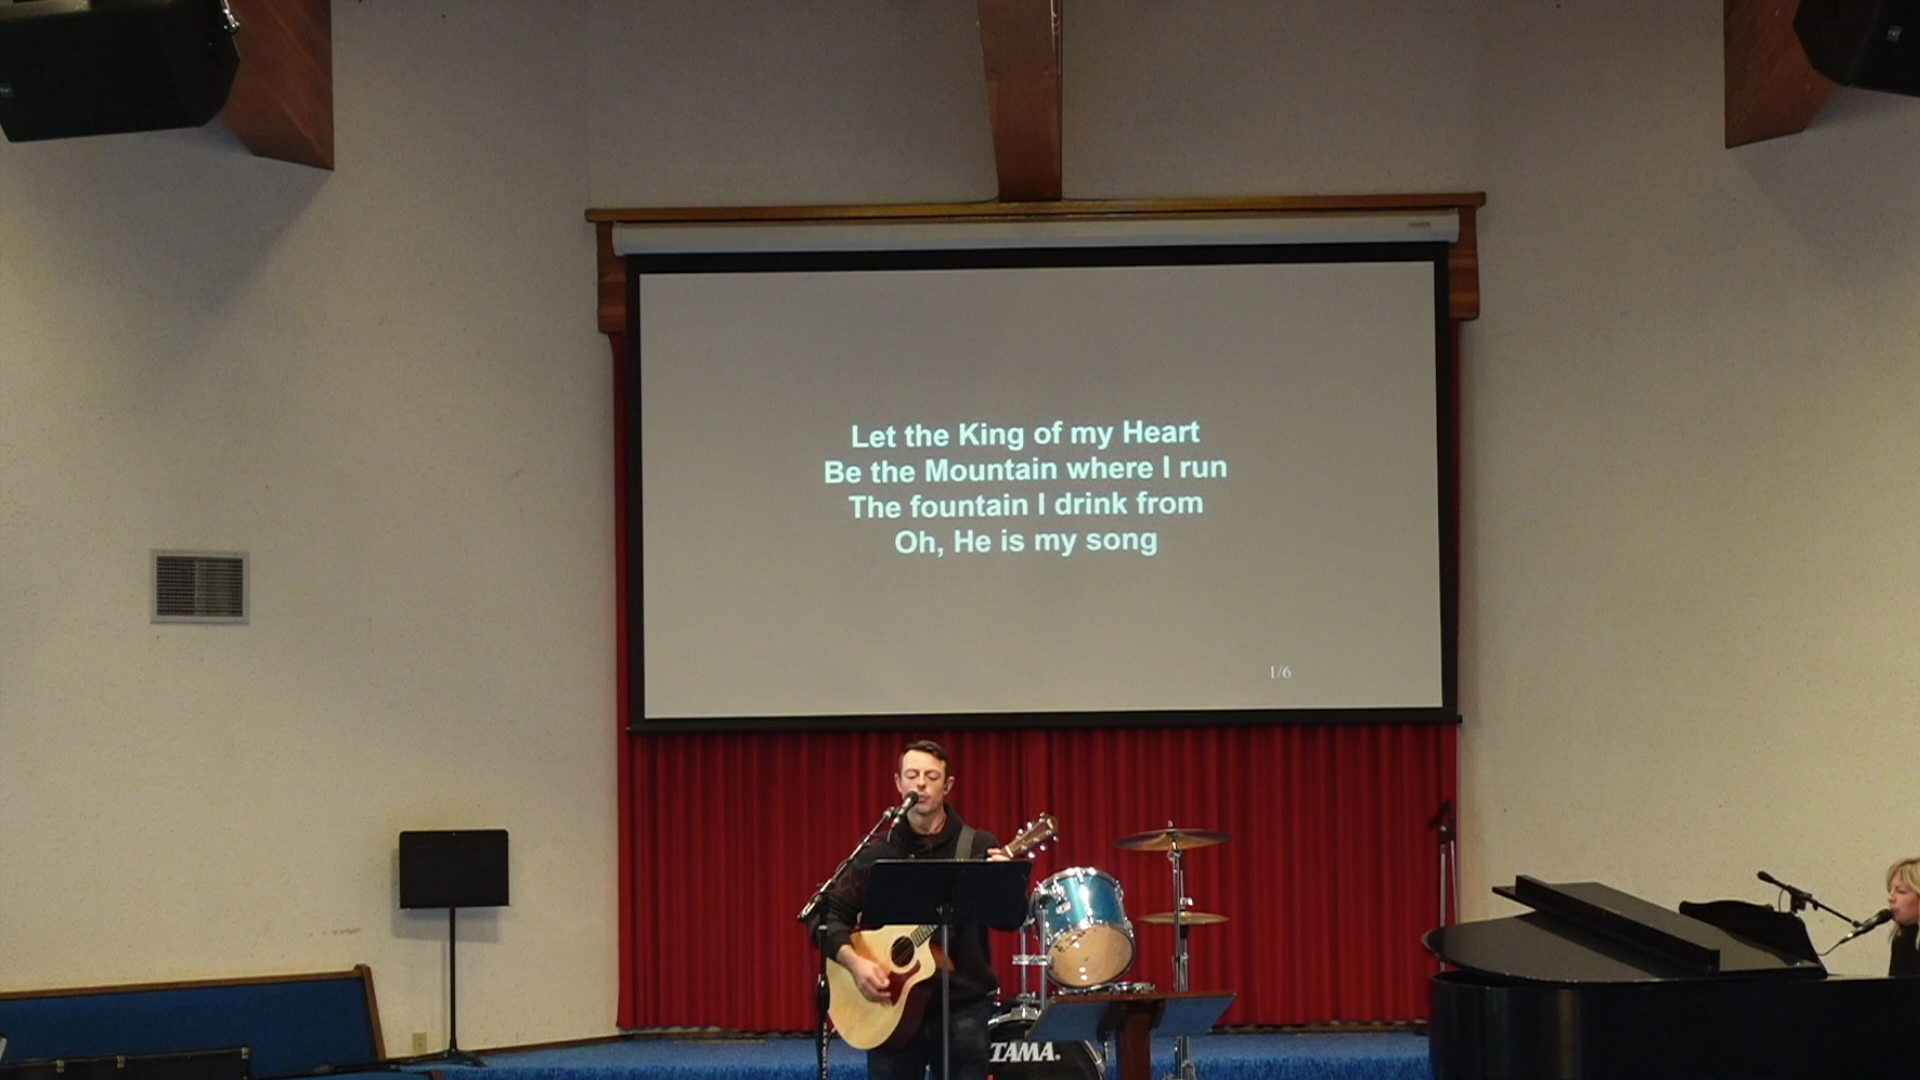 Let the King of my Heart
Be the Mountain where I run
The fountain I drink from
Oh, He is my song
1/6
TAMA.